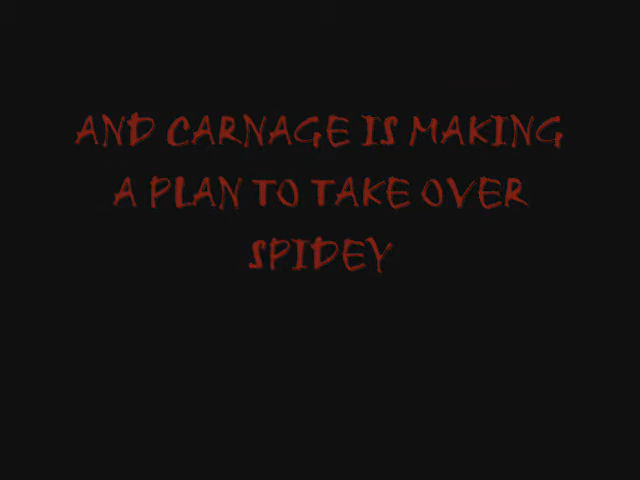 AND CARNAGE IS MAKING
A PLAN TO TAKE OVER
SPIDEY